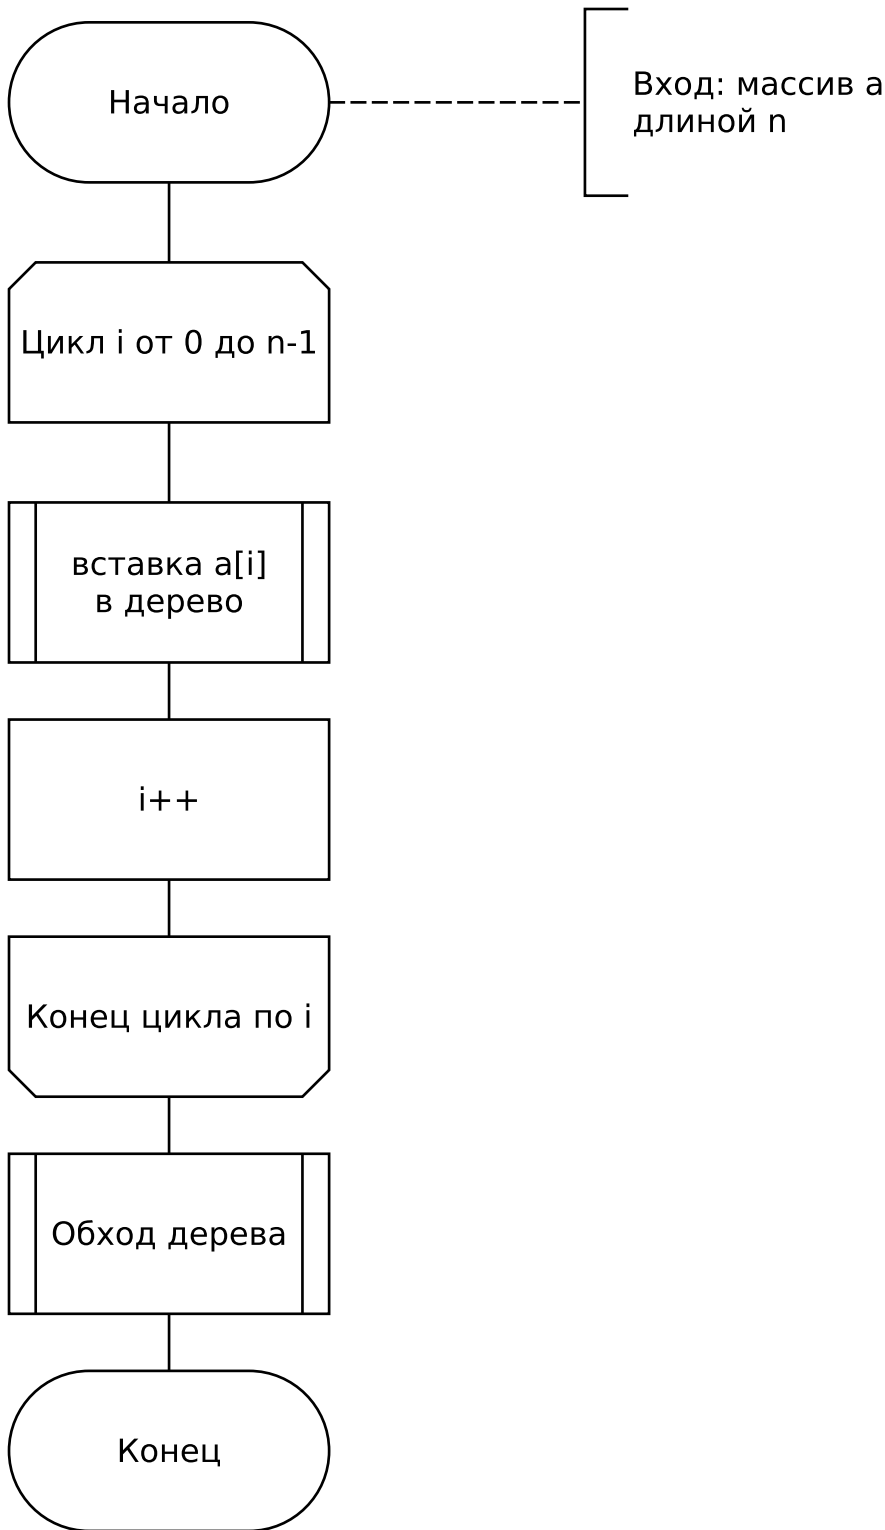 Начало
Вход: массив a
длиной n
Цикл i от 0 до n-1
вставка a[i]
в дерево
i++
Конец цикла по i
Обход дерева
Конец